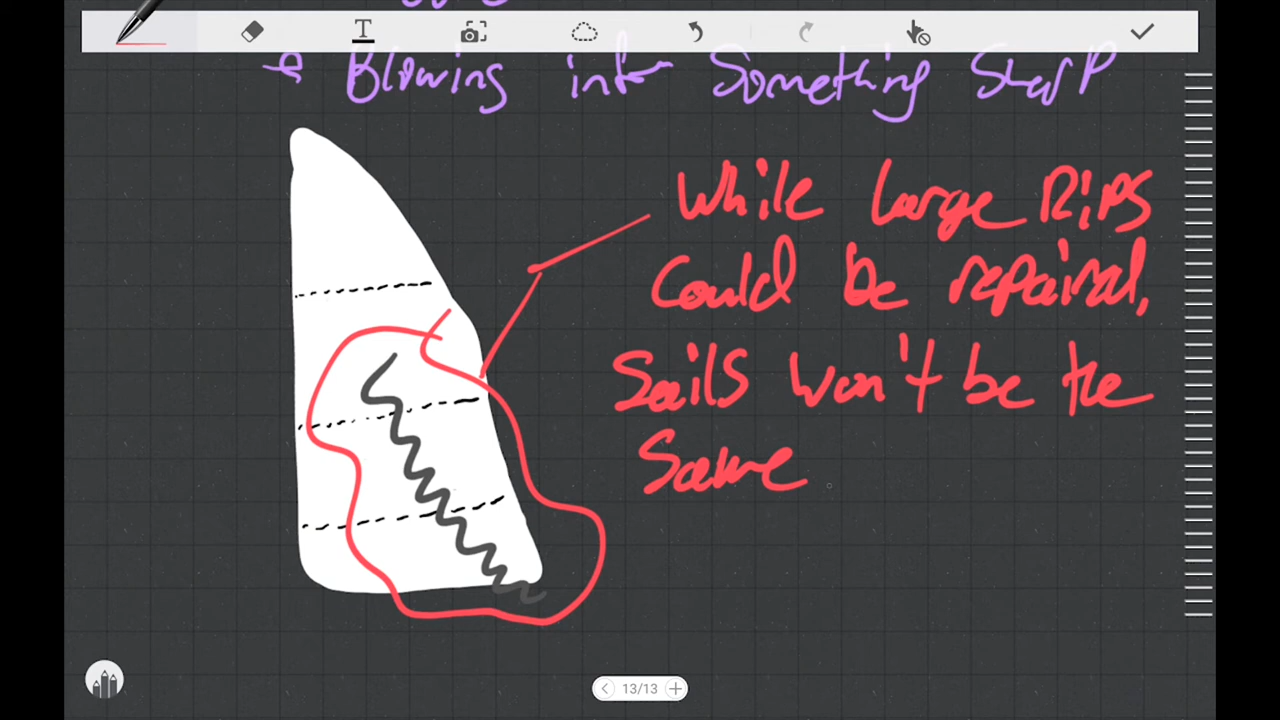 Blowing into Something Sharp
While large Rips
Could be repaired,
Sails won't be the
Same
T
13/13